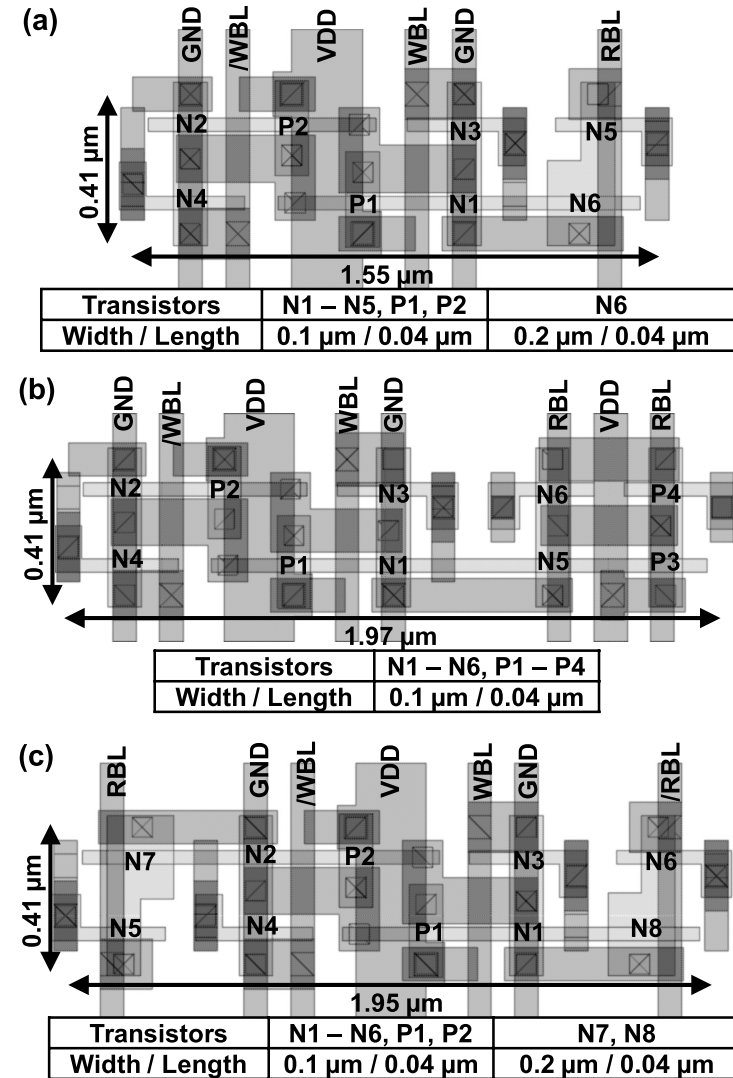 (a)
GND
/WBL
VDD
WBL
GND
RBL
N2
P2
N3
N5
0.41 µm
N4
P1
N1
N6
1.55 µm
Transistors N1 – N5, P1, P2 N6
Width / Length 0.1 µm / 0.04 µm 0.2 µm / 0.04 µm
(b)
GND
/WBL
VDD
WBL
GND
RBL
VDD
RBL
N2
P2
N3
N6
P4
0.41 µm
N4
P1
N1
N5
P3
1.97 µm
Transistors N1 – N6, P1 – P4
Width / Length 0.1 µm / 0.04 µm
(c)
RBL
GND
/WBL
VDD
WBL
GND
/RBL
N7
N2
P2
N3
N6
0.41 µm
N5
N4
P1
N1
N8
1.95 µm
Transistors N1 – N6, P1, P2 N7, N8
Width / Length 0.1 µm / 0.04 µm 0.2 µm / 0.04 µm